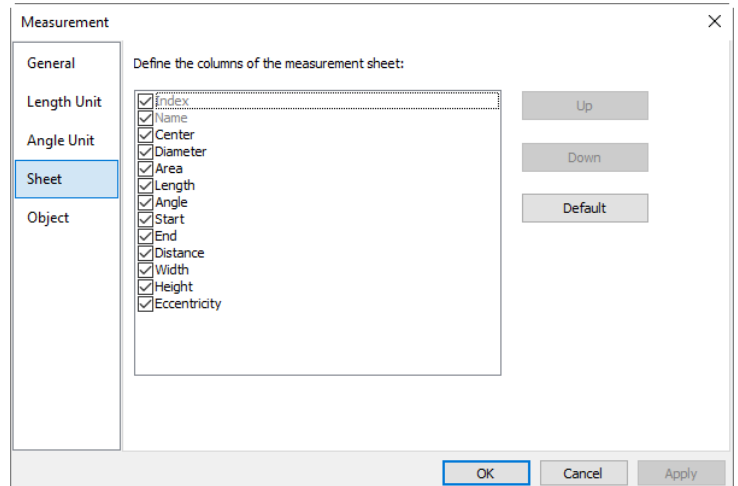 Measurement
General
Length Unit
Angle Unit
Sheet
Object
Define the columns of the measurement sheet:
Index
Name
Center
Diameter
Area
Length
Angle
Start
End
Distance
Width
Height
Eccentricity
Up
Down
Default
OK
Cancel
Apply